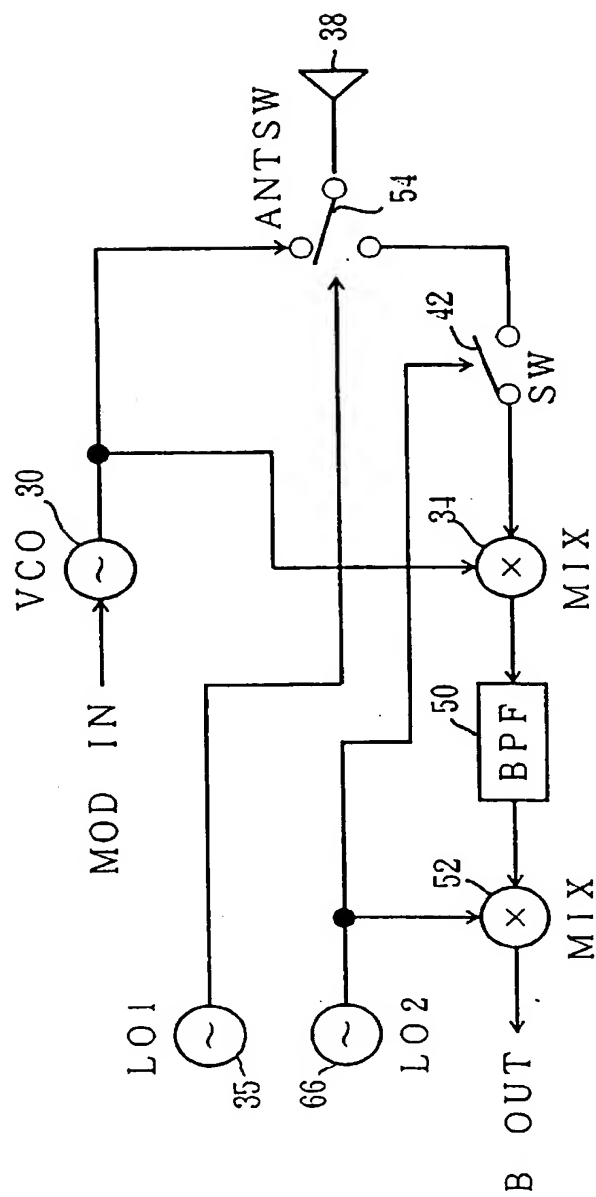 VCO 30
ANTSW
38
54
MOD IN
42
SW
LO1
35
34
MIX
50
BPF
66
LO2
52
MIX
B OUT